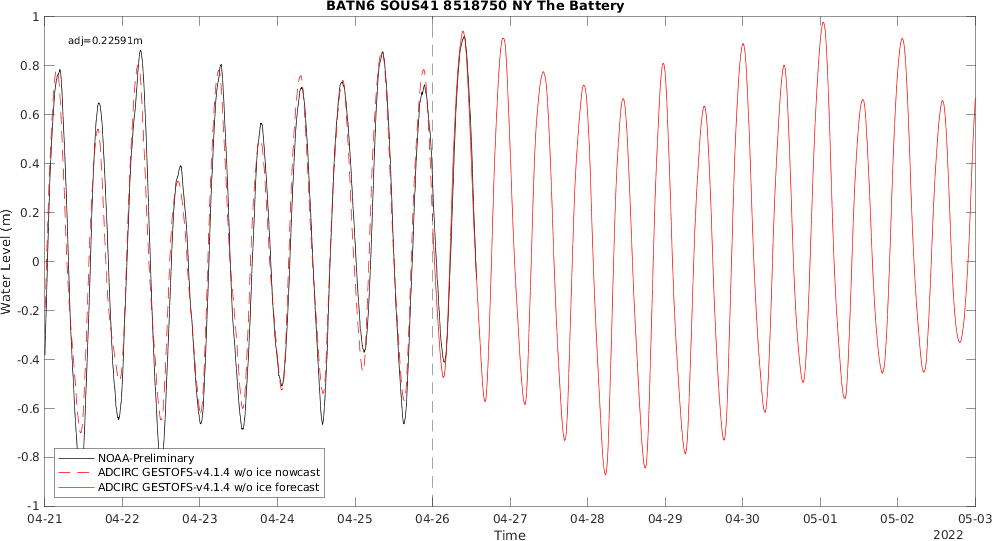 BATN6 SOUS41 8518750 NY The Battery
adj=0.22591m
1
0.8
0.6
0.4
0.2
0
-0.2
-0.4
-0.6
-0.8
-1
Water Level (m)
NOAA-Preliminary
ADCIRC GESTOFS-v4.1.4 w/o ice nowcast
ADCIRC GESTOFS-v4.1.4 w/o ice forecast
04-21 04-22 04-23 04-24 04-25 04-26 04-27 04-28 04-29 04-30 05-01 05-02 05-03
Time
2022